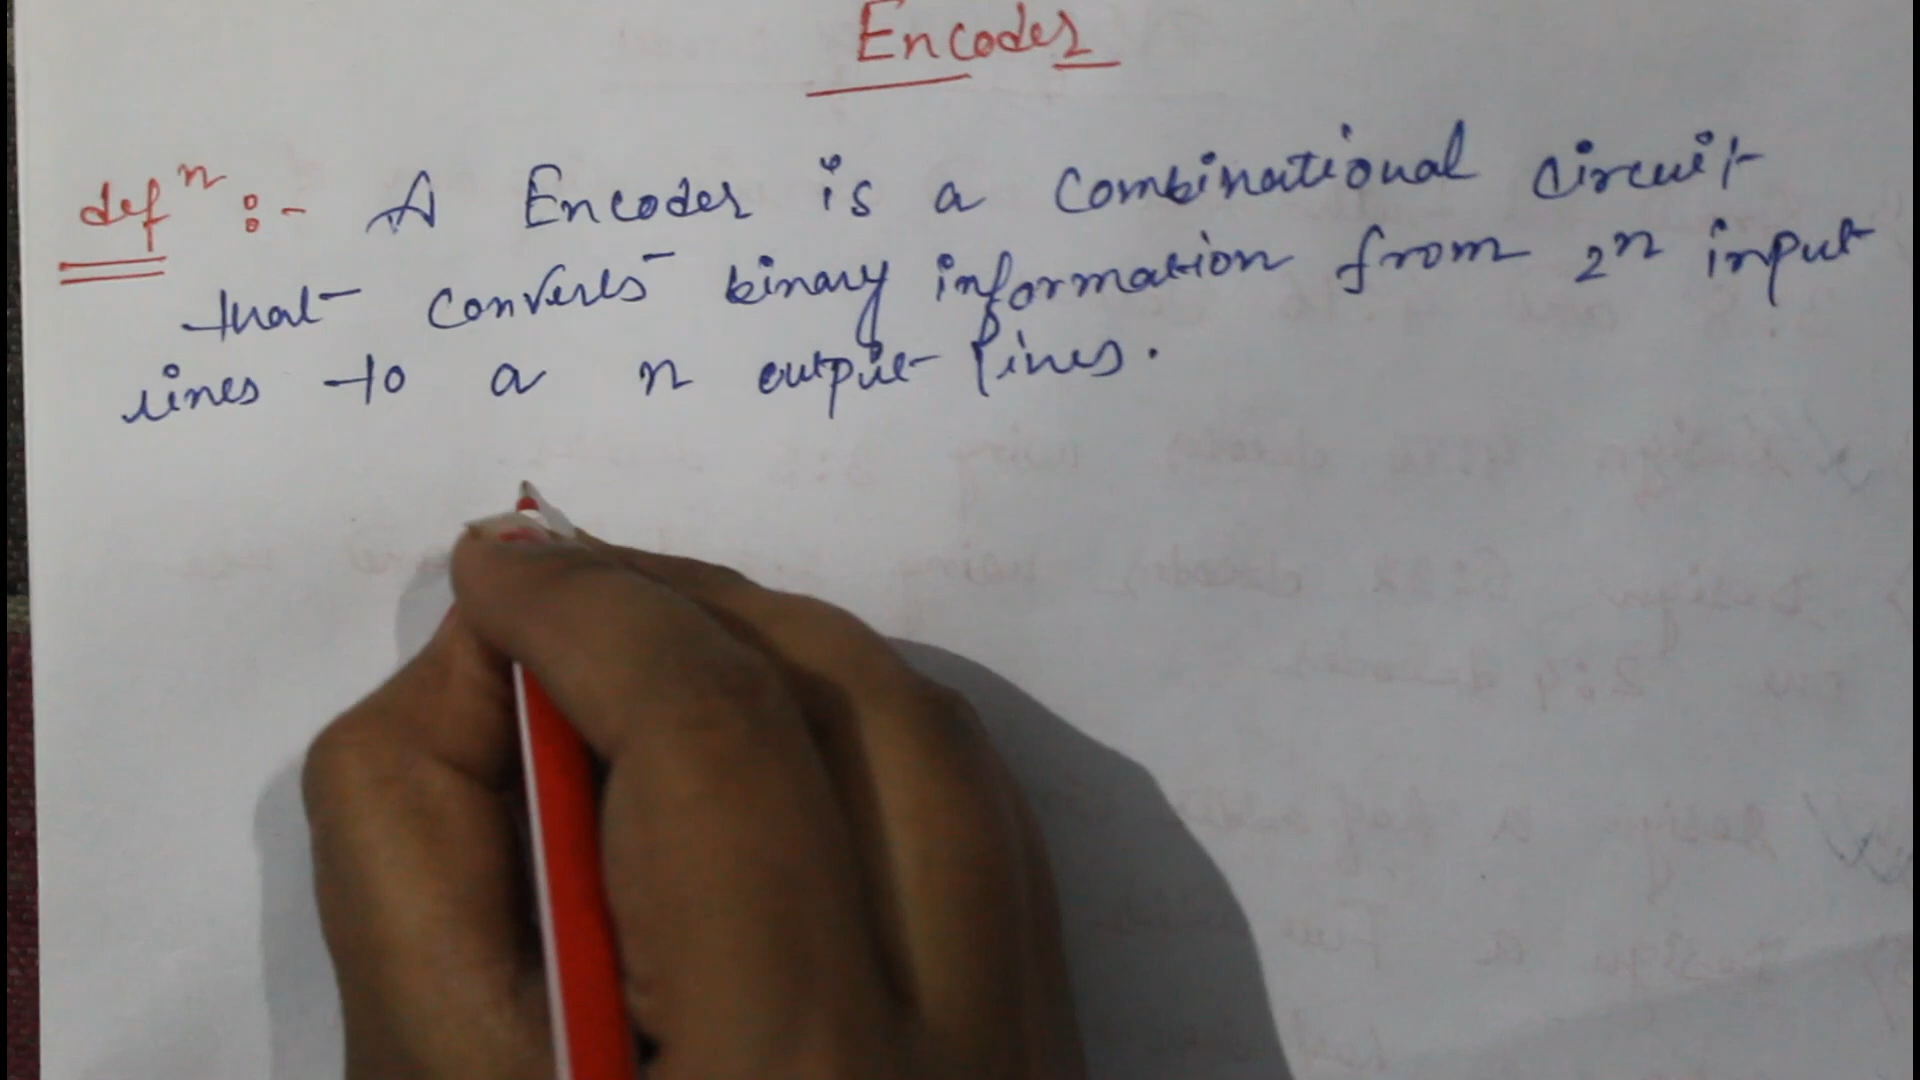 Encoder
defⁿ :- A Encoder is a Combinational Circuit
that converts binary information from 2ⁿ input
lines to a n output lines.